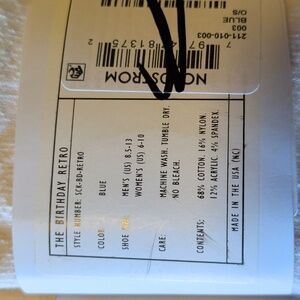 THE BIRTHDAY RETRO
STYLE NUMBER: SCK-BD-RETRO
COLOR: BLUE
SHOE MEN'S (US) 8.5-13
WOMEN'S (US) 6-10
CARE: MACHINE WASH. TUMBLE DRY.
NO BLEACH.
CONTENTS: 68% COTTON. 16% NYLON.
12% ACRYLIC. 4% SPANDEX.
MADE IN THE USA (NC)
NORDSTROM
211-010-003
003
BLUE
O/S